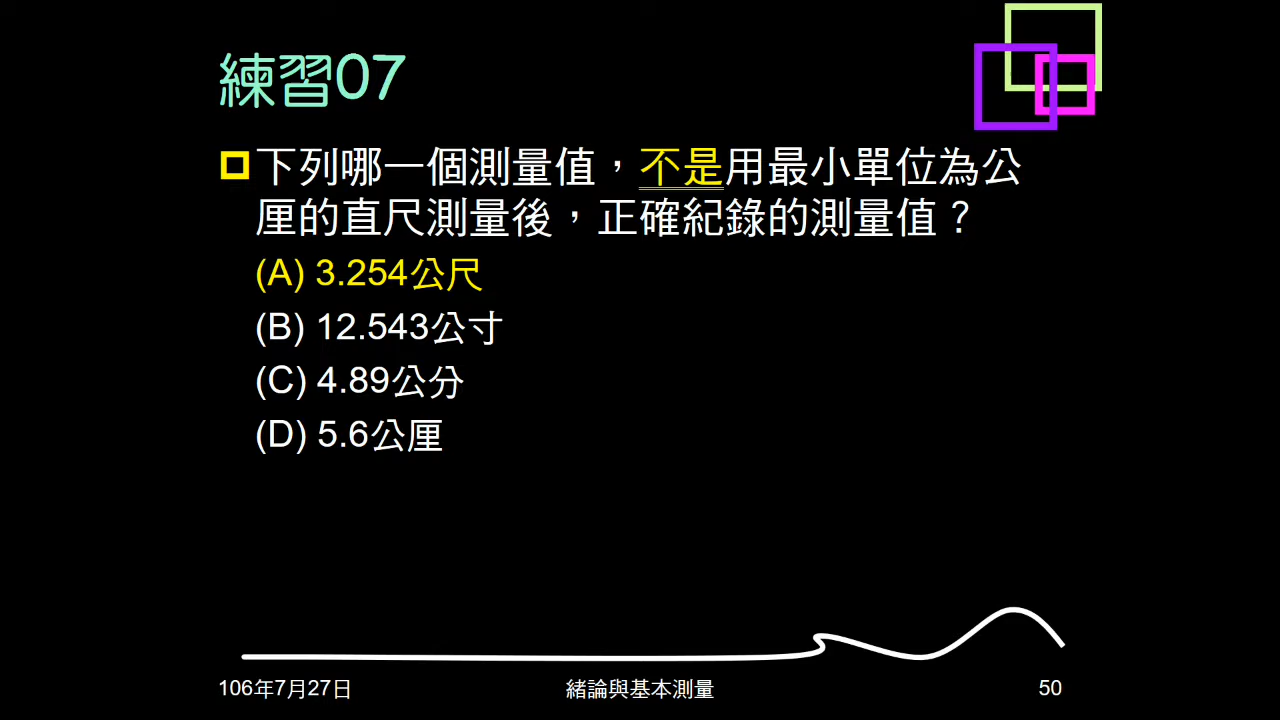 練習07
下列哪一個測量值，不是用最小單位為公
厘的直尺測量後，正確紀錄的測量值？
(A) 3.254公尺
(B) 12.543公寸
(C) 4.89公分
(D) 5.6公厘
106年7月27日
緒論與基本測量
50